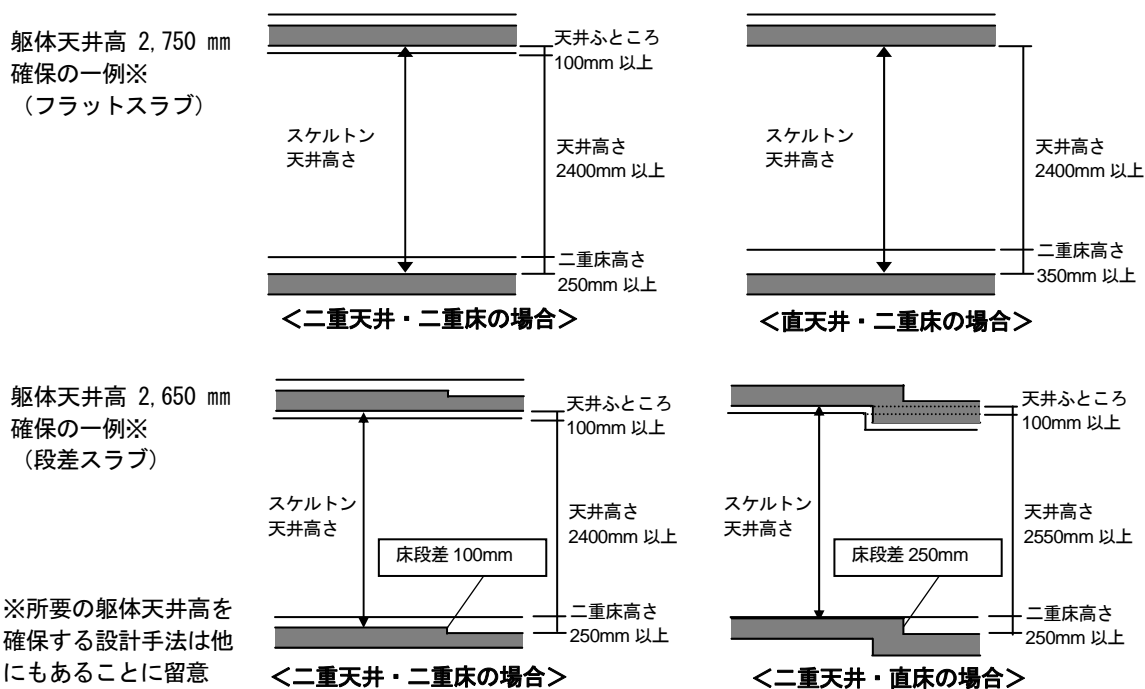 躯体天井高 2,750 mm
確保の一例※
（フラットスラブ）
スケルトン
天井高さ
天井ふところ
100mm 以上
天井高さ
2400mm 以上
二重床高さ
250mm 以上
＜二重天井・二重床の場合＞
スケルトン
天井高さ
天井高さ
2400mm 以上
二重床高さ
350mm 以上
＜直天井・二重床の場合＞
躯体天井高 2,650 mm
確保の一例※
（段差スラブ）
スケルトン
天井高さ
床段差 100mm
天井ふところ
100mm 以上
天井高さ
2400mm 以上
二重床高さ
250mm 以上
＜二重天井・二重床の場合＞
スケルトン
天井高さ
床段差 250mm
天井ふところ
100mm 以上
天井高さ
2550mm 以上
二重床高さ
250mm 以上
＜二重天井・直床の場合＞
※所要の躯体天井高を
確保する設計手法は他
にもあることに留意